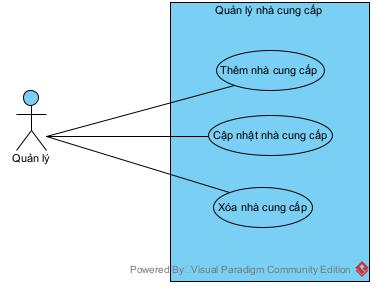 Quản lý nhà cung cấp
Thêm nhà cung cấp
Cập nhật nhà cung cấp
Quản lý
Xóa nhà cung cấp
Powered By Visual Paradigm Community Edition